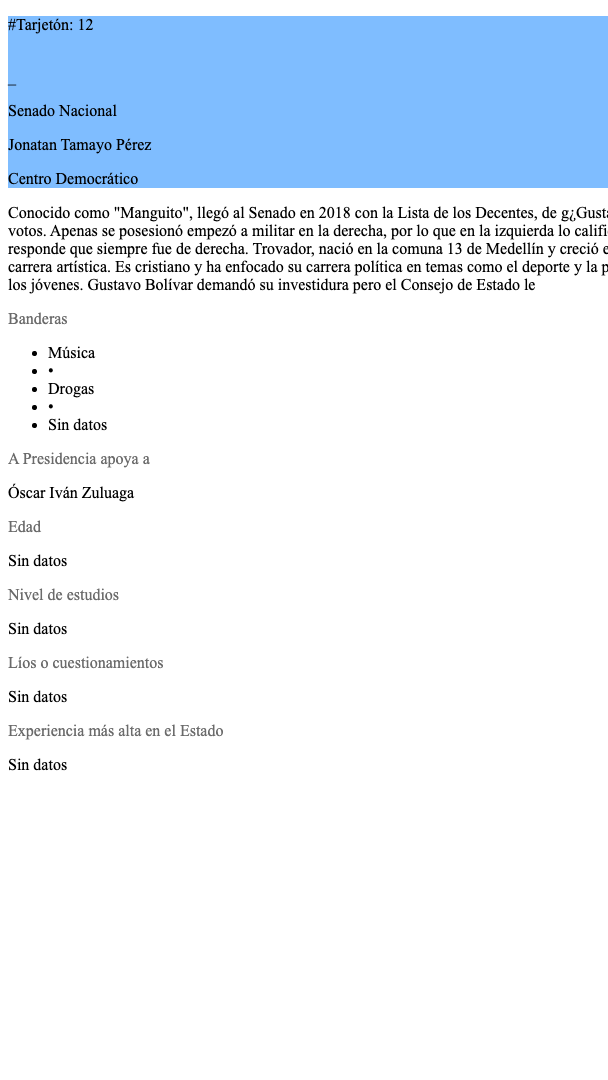 #Tarjetón: 12
_
Senado Nacional
Jonatan Tamayo Pérez
Centro Democrático
Conocido como "Manguito", llegó al Senado en 2018 con la Lista de los Decentes, de g¿Gusta
votos. Apenas se posesionó empezó a militar en la derecha, por lo que en la izquierda lo califi
responde que siempre fue de derecha. Trovador, nació en la comuna 13 de Medellín y creció e
carrera artística. Es cristiano y ha enfocado su carrera política en temas como el deporte y la p
los jóvenes. Gustavo Bolívar demandó su investidura pero el Consejo de Estado le
Banderas
• Música
• •
• Drogas
• •
• Sin datos
A Presidencia apoya a
Óscar Iván Zuluaga
Edad
Sin datos
Nivel de estudios
Sin datos
Líos o cuestionamientos
Sin datos
Experiencia más alta en el Estado
Sin datos